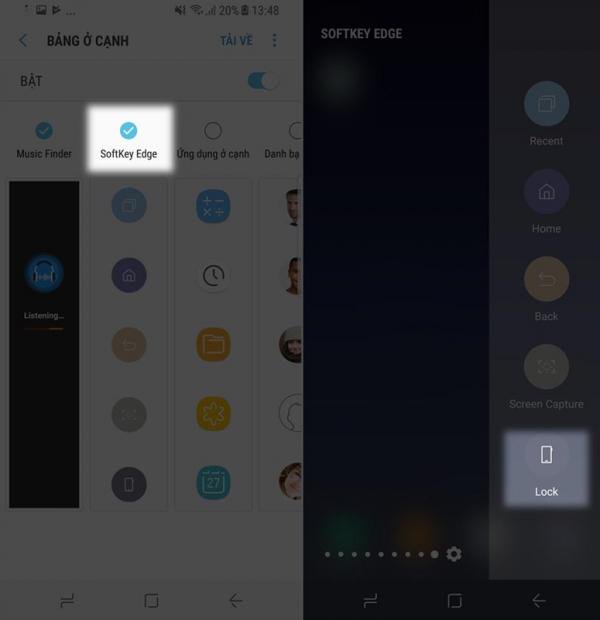 ... 20% 13:48
BẢNG Ở CẠNH
TẢI VỀ
BẬT
Music Finder
SoftKey Edge
Ứng dụng ở cạnh
Danh bạ
Listening...
27
SOFTKEY EDGE
Recent
Home
Back
Screen Capture
Lock